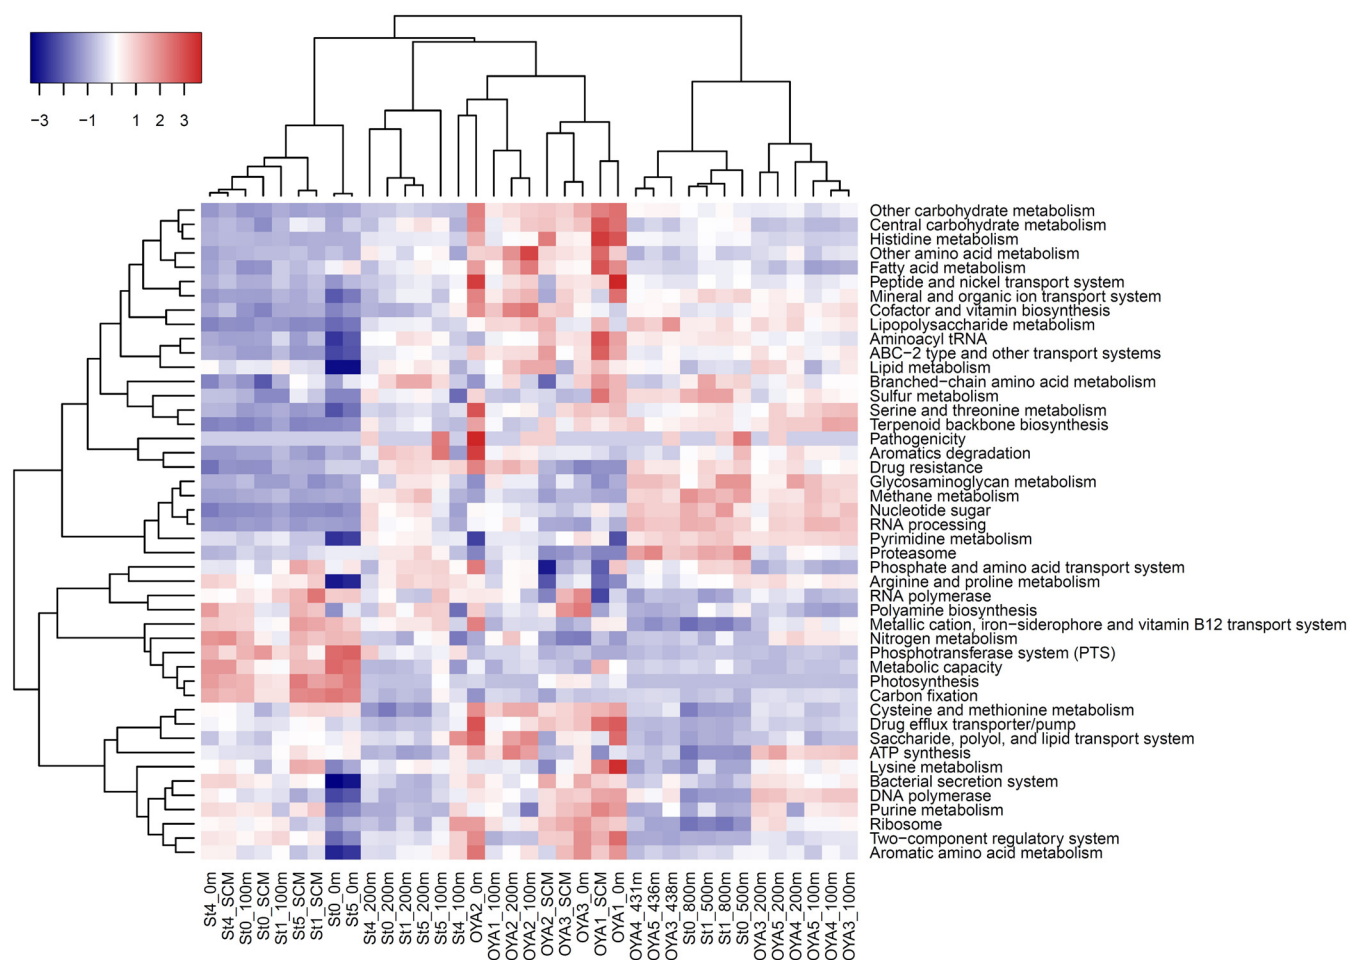 −3 −1 1 2 3
Other carbohydrate metabolism
Central carbohydrate metabolism
Histidine metabolism
Other amino acid metabolism
Fatty acid metabolism
Peptide and nickel transport system
Mineral and organic ion transport system
Cofactor and vitamin biosynthesis
Lipopolysaccharide metabolism
Aminoacyl tRNA
ABC−2 type and other transport systems
Lipid metabolism
Branched−chain amino acid metabolism
Sulfur metabolism
Serine and threonine metabolism
Terpenoid backbone biosynthesis
Pathogenicity
Aromatics degradation
Drug resistance
Glycosaminoglycan metabolism
Methane metabolism
Nucleotide sugar
RNA processing
Pyrimidine metabolism
Proteasome
Phosphate and amino acid transport system
Arginine and proline metabolism
RNA polymerase
Polyamine biosynthesis
Metallic cation, iron−siderophore and vitamin B12 transport system
Nitrogen metabolism
Phosphotransferase system (PTS)
Metabolic capacity
Photosynthesis
Carbon fixation
Cysteine and methionine metabolism
Drug efflux transporter/pump
Saccharide, polyol, and lipid transport system
ATP synthesis
Lysine metabolism
Bacterial secretion system
DNA polymerase
Purine metabolism
Ribosome
Two−component regulatory system
Aromatic amino acid metabolism
St4_0m
St4_SCM
St0_100m
St0_SCM
St1_100m
St5_SCM
St1_SCM
St0_0m
St5_0m
St4_200m
St0_200m
St1_200m
St5_200m
St5_100m
St4_100m
OYA2_0m
OYA1_100m
OYA2_200m
OYA2_100m
OYA2_SCM
OYA3_SCM
OYA3_0m
OYA1_SCM
OYA1_0m
OYA4_431m
OYA5_436m
OYA3_438m
St0_800m
St1_500m
St1_800m
St0_500m
OYA3_200m
OYA5_200m
OYA4_200m
OYA5_100m
OYA4_100m
OYA3_100m